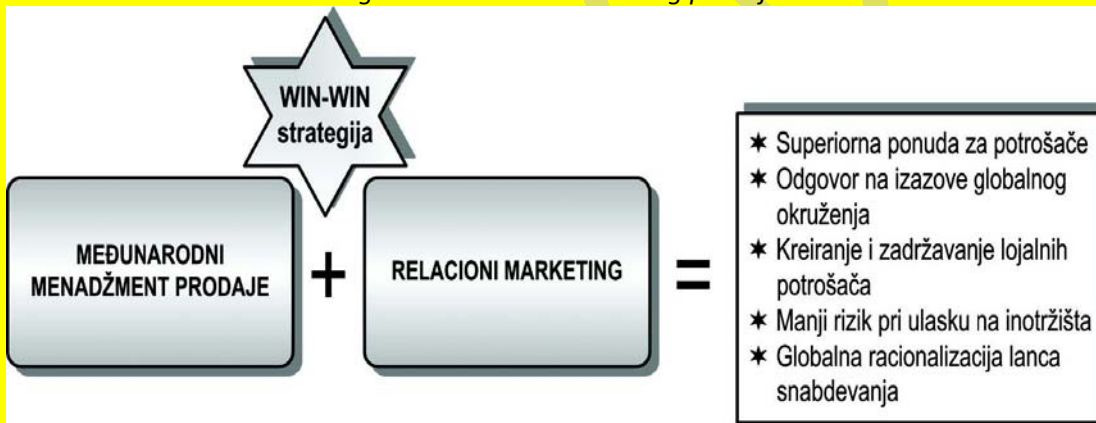 WIN-WIN
strategija
MEĐUNARODNI
MENADŽMENT PRODAJE
+
RELACIONI MARKETING
=
✶ Superiorna ponuda za potrošače
✶ Odgovor na izazove globalnog
okruženja
✶ Kreiranje i zadržavanje lojalnih
potrošača
✶ Manji rizik pri ulasku na inotržišta
✶ Globalna racionalizacija lanca
snabdevanja